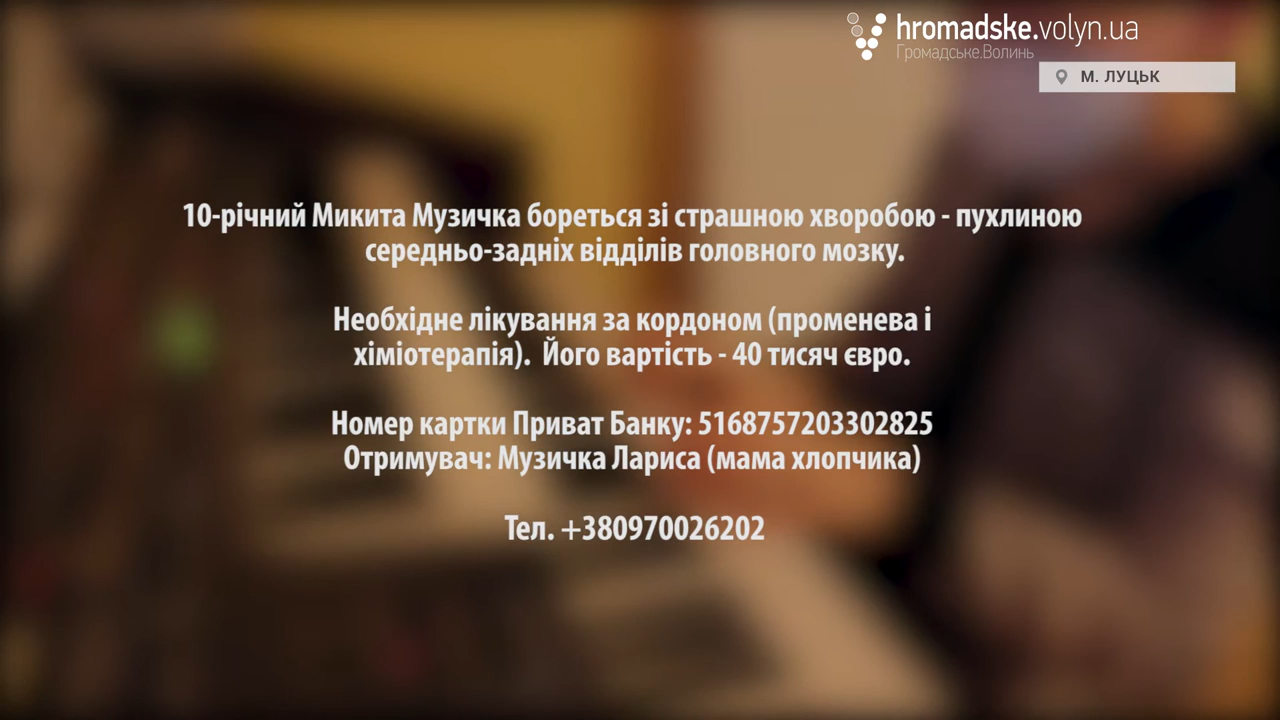 hromadske.volyn.ua
Громадське.Волинь
М. ЛУЦЬК
10-річний Микита Музичка бореться зі страшною хворобою - пухлиною
середньо-задніх відділів головного мозку.
Необхідне лікування за кордоном (променева і
хіміотерапія). Його вартість - 40 тисяч євро.
Номер картки Приват Банку: 5168757203302825
Отримувач: Музичка Лариса (мама хлопчика)
Тел. +380970026202